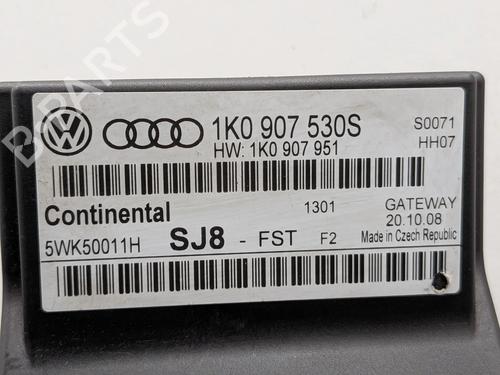 B-PARTS
1K0 907 530S
S0071
HW: 1K0 907 951
HH07
Continental
1301
GATEWAY
20.10.08
5WK50011H
SJ8 - FST F2
Made in Czech Republic